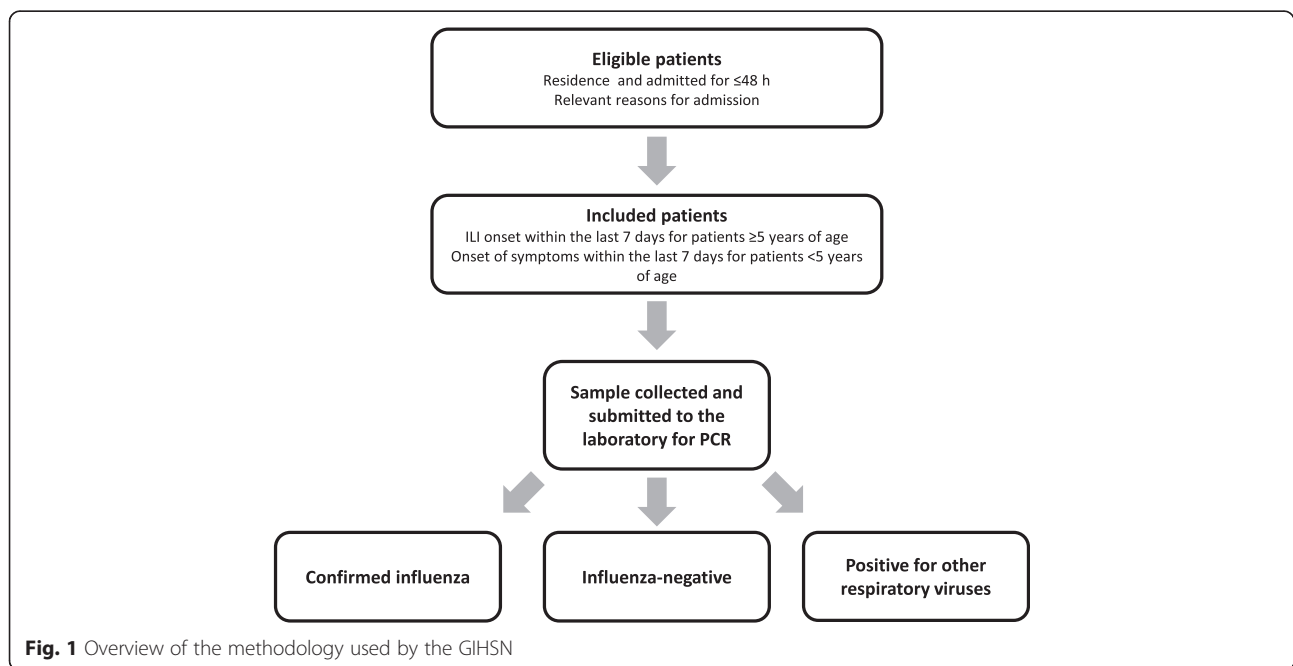 Eligible patients
Residence and admitted for ≤48 h
Relevant reasons for admission
Included patients
ILI onset within the last 7 days for patients ≥5 years of age
Onset of symptoms within the last 7 days for patients <5 years
of age
Sample collected and
submitted to the
laboratory for PCR
Confirmed influenza
Influenza-negative
Positive for other
respiratory viruses
Fig. 1 Overview of the methodology used by the GIHSN